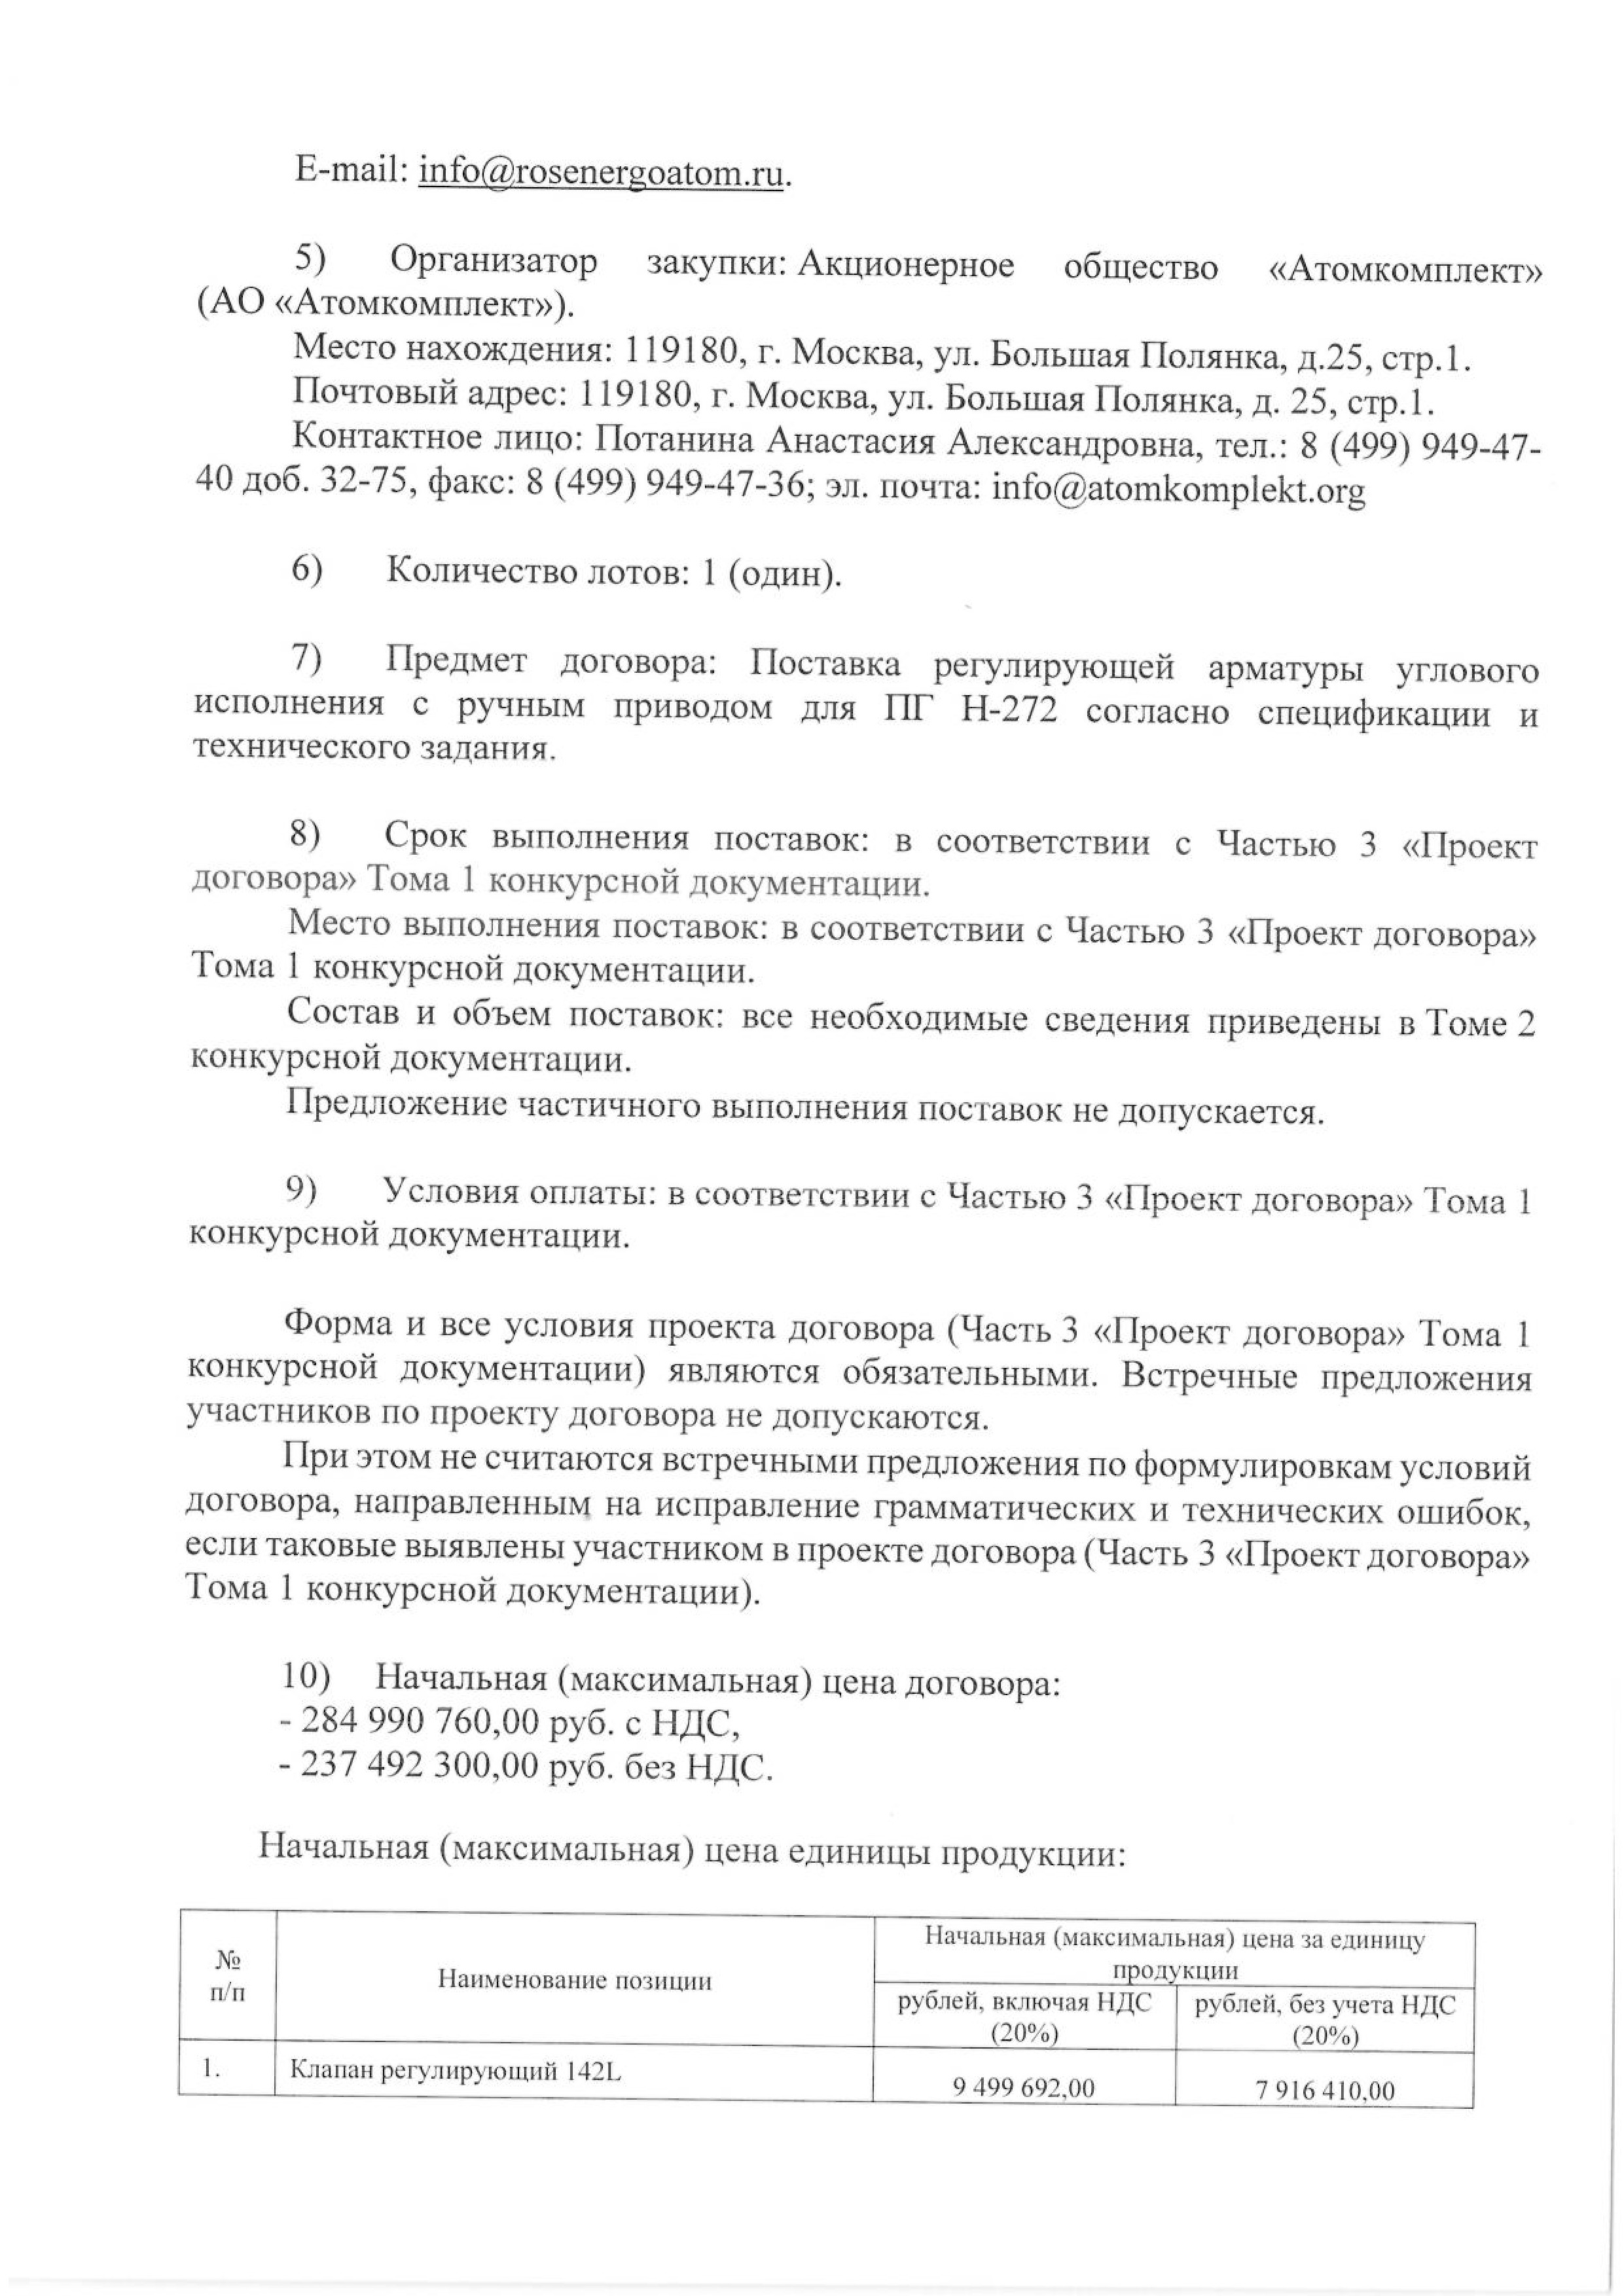 E-mail: info@rosenergoatom.ru.
5) Организатор закупки: Акционерное общество «Атомкомплект»
(АО «Атомкомплект»).
Место нахождения: 119180, г. Москва, ул. Большая Полянка, д.25, стр.1.
Почтовый адрес: 119180, г. Москва, ул. Большая Полянка, д. 25, стр.1.
Контактное лицо: Потанина Анастасия Александровна, тел.: 8 (499) 949-47-
40 доб. 32-75, факс: 8 (499) 949-47-36; эл. почта: info@atomkomplekt.org
6) Количество лотов: 1 (один).
7) Предмет договора: Поставка регулирующей арматуры углового
исполнения с ручным приводом для ПГ Н-272 согласно спецификации и
технического задания.
8) Срок выполнения поставок: в соответствии с Частью 3 «Проект
договора» Тома 1 конкурсной документации.
Место выполнения поставок: в соответствии с Частью 3 «Проект договора»
Тома 1 конкурсной документации.
Состав и объем поставок: все необходимые сведения приведены в Томе 2
конкурсной документации.
Предложение частичного выполнения поставок не допускается.
9) Условия оплаты: в соответствии с Частью 3 «Проект договора» Тома 1
конкурсной документации.
Форма и все условия проекта договора (Часть 3 «Проект договора» Тома 1
конкурсной документации) являются обязательными. Встречные предложения
участников по проекту договора не допускаются.
При этом не считаются встречными предложения по формулировкам условий
договора, направленным на исправление грамматических и технических ошибок,
если таковые выявлены участником в проекте договора (Часть 3 «Проект договора»
Тома 1 конкурсной документации).
10) Начальная (максимальная) цена договора:
- 284 990 760,00 руб. с НДС,
- 237 492 300,00 руб. без НДС.
Начальная (максимальная) цена единицы продукции:
№
п/п
Наименование позиции
Начальная (максимальная) цена за единицу
продукции
рублей, включая НДС
(20%)
рублей, без учета НДС
(20%)
1.
Клапан регулирующий 142L
9 499 692,00
7 916 410,00